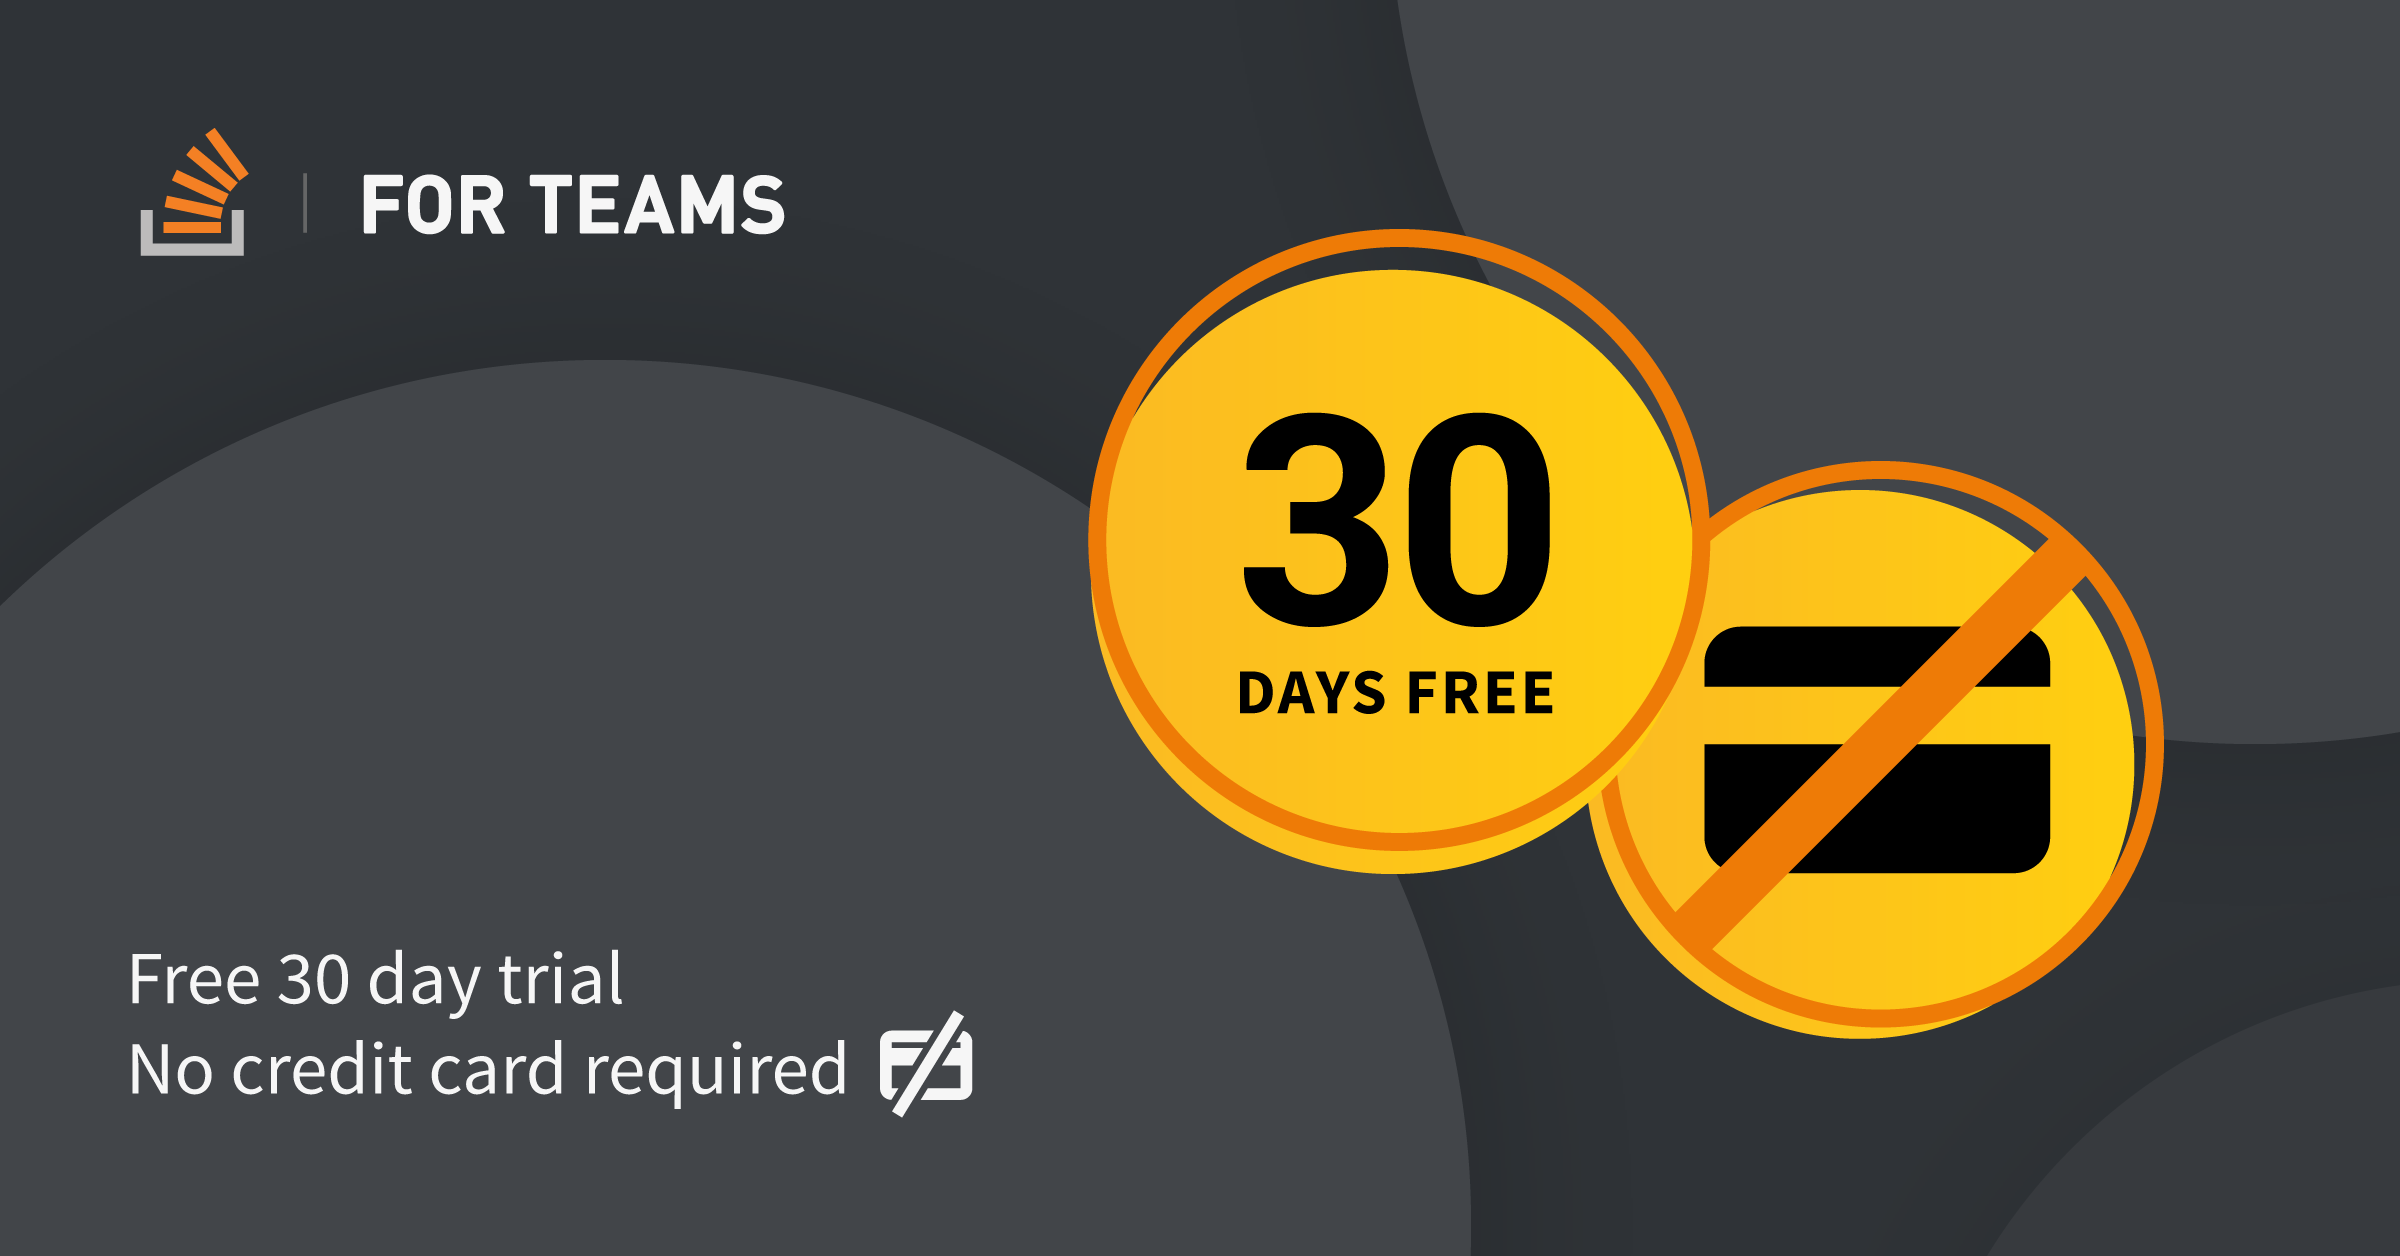 FOR TEAMS
30
DAYS FREE
Free 30 day trial
No credit card required